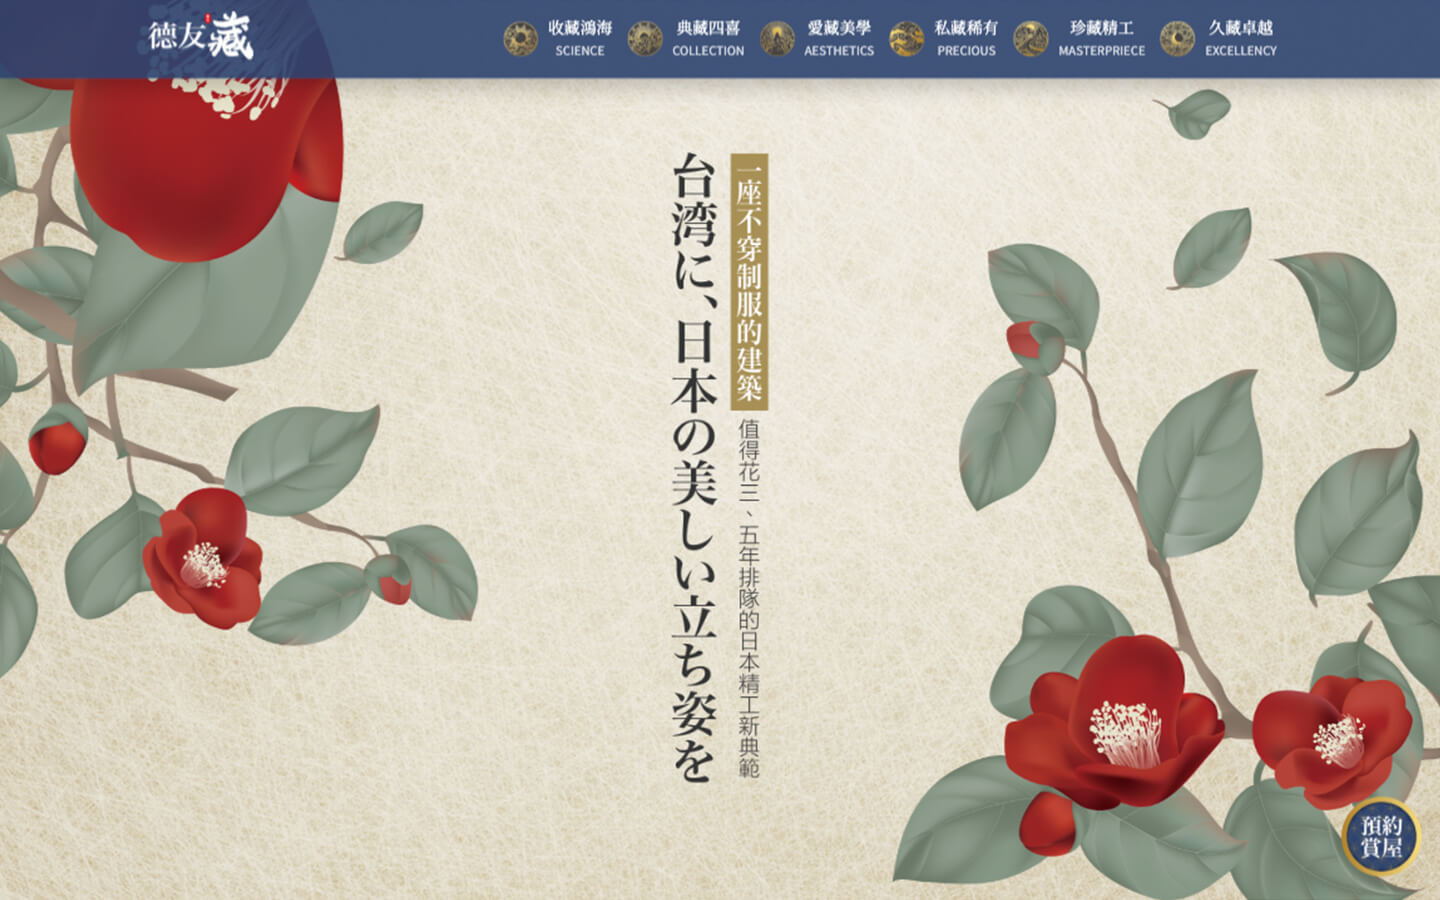 德友藏
收藏鴻海
SCIENCE
典藏四喜
COLLECTION
愛藏美學
AESTHETICS
私藏稀有
PRECIOUS
珍藏精工
MASTERPRIECE
久藏卓越
EXCELLENCY
一座不穿制服的建築
值得花三、五年排隊的日本精工新典範
台湾に、日本の美しい立ち姿を
預約
賞屋